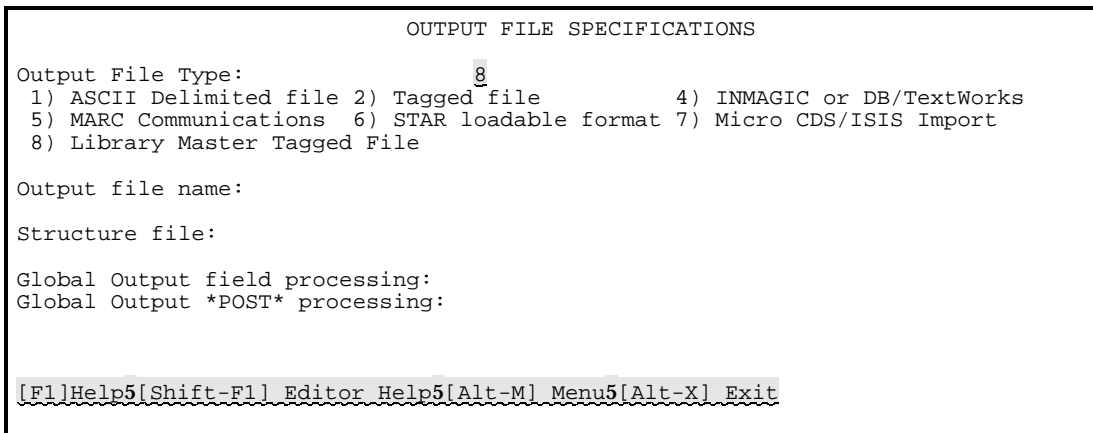 OUTPUT FILE SPECIFICATIONS
Output File Type: 8
1) ASCII Delimited file 2) Tagged file 4) INMAGIC or DB/TextWorks
5) MARC Communications 6) STAR loadable format 7) Micro CDS/ISIS Import
8) Library Master Tagged File
Output file name:
Structure file:
Global Output field processing:
Global Output *POST* processing:
[F1]Help5[Shift-F1] Editor Help5[Alt-M] Menu5[Alt-X] Exit